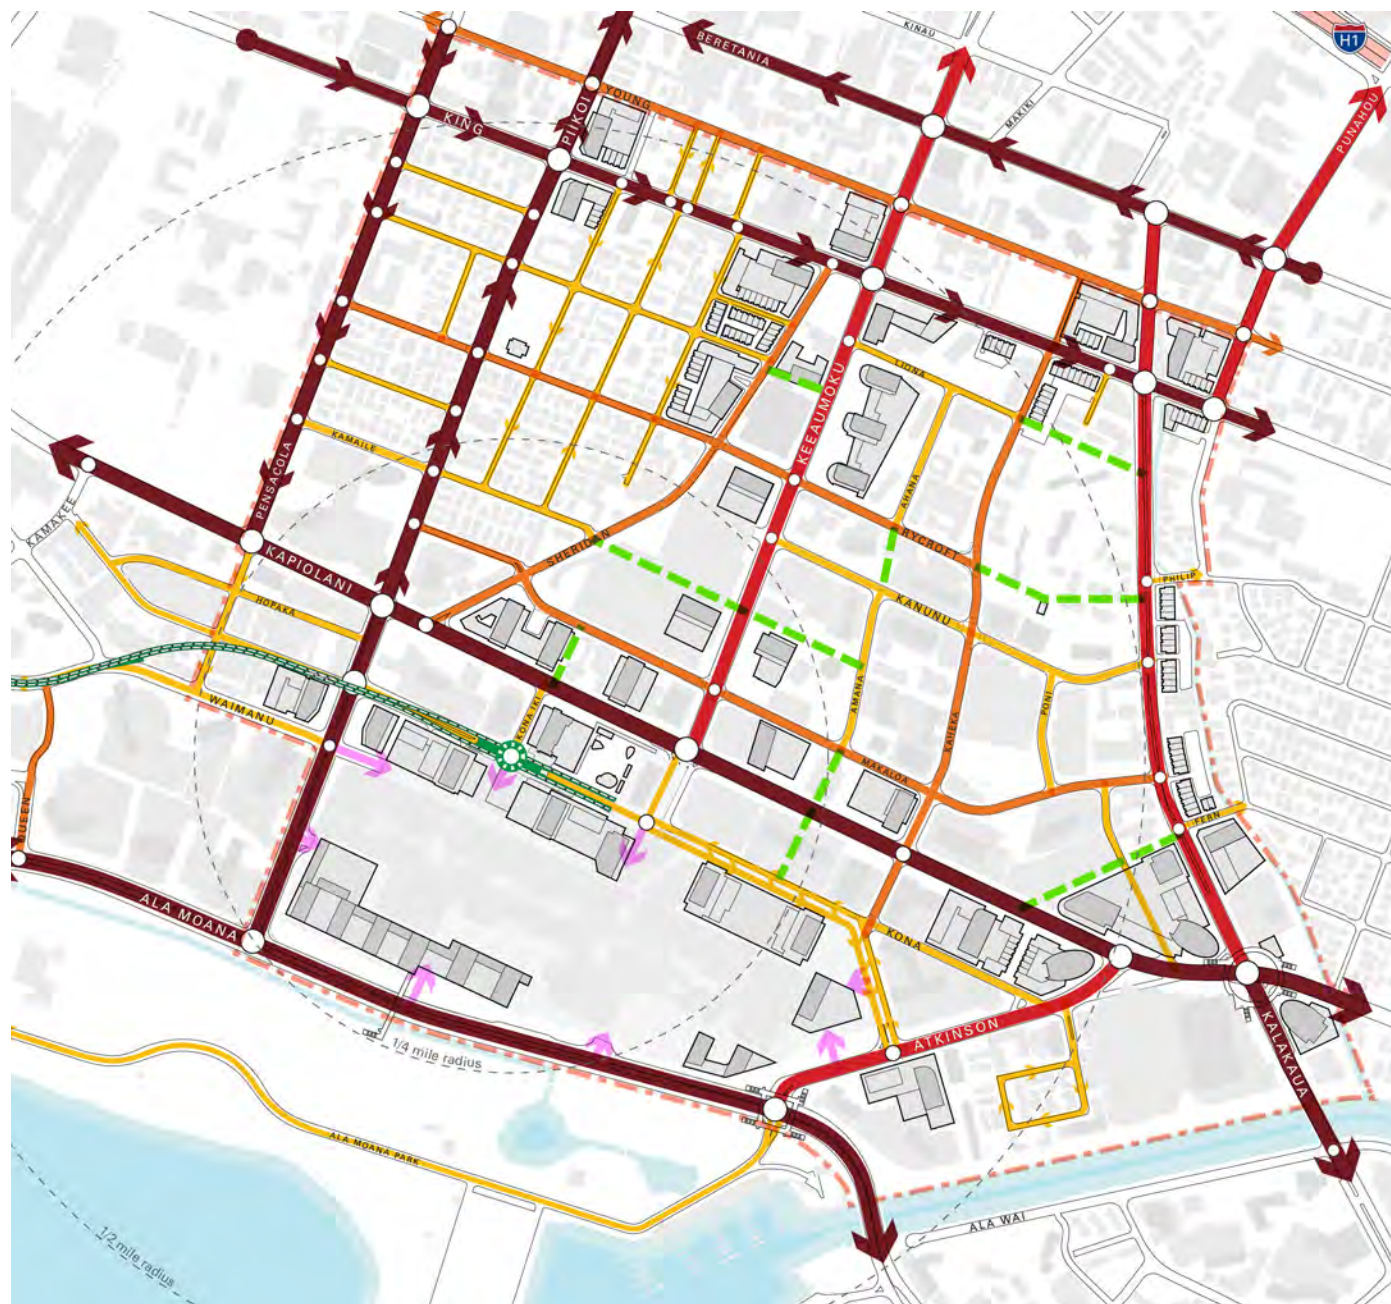 KINAU
H1
BERETANIA
YOUNG
MAKIKI
PUNAHOU
KING
PIIKOI
LIONA
KEEAUMOKU
KAMAILE
PENSACOLA
AHANA
KAMAKEE
RYCROFT
SHERIDAN
KAPIOLANI
PHILIP
HOPAKA
KANUNU
AMANA
PONI
WAIMANU
KONA IKI
KAHEKA
MAKALOA
QUEEN
FERN
ALA MOANA
KONA
ATKINSON
KALAKAUA
1/4 mile radius
ALA MOANA PARK
ALA WAI
1/2 mile radius